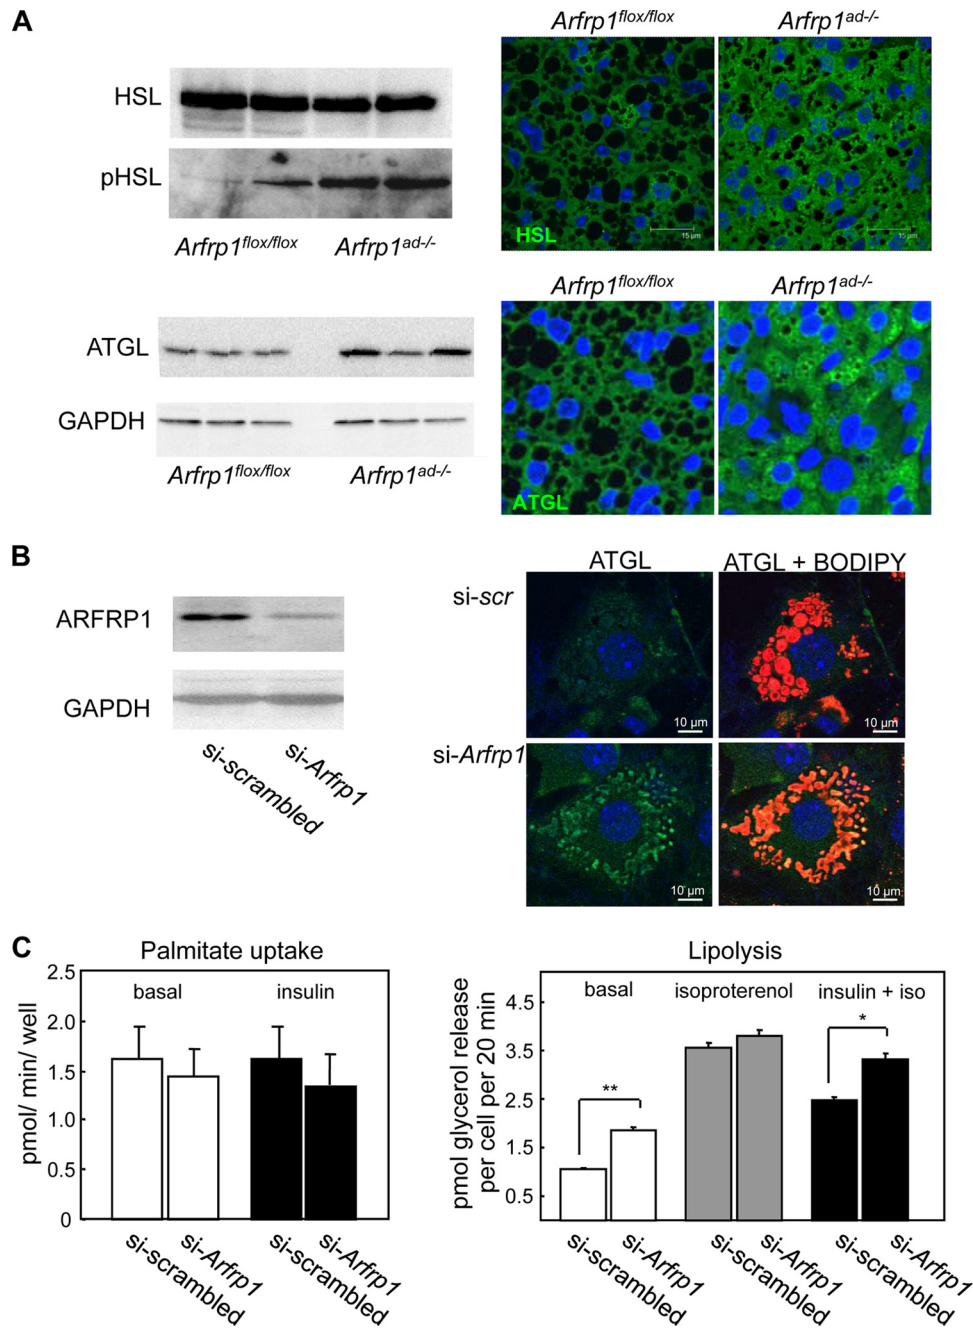 A
Arfrp1flox/flox
Arfrp1ad-/-
HSL
pHSL
HSL
15 µm
15 µm
Arfrp1flox/flox
Arfrp1ad-/-
Arfrp1flox/flox
Arfrp1ad-/-
ATGL
GAPDH
Arfrp1flox/flox
Arfrp1ad-/-
ATGL
B
ATGL
ATGL + BODIPY
si-scr
ARFRP1
GAPDH
10 µm
10 µm
si-Arfrp1
si-scrambled
si-Arfrp1
10 µm
10 µm
C
Palmitate uptake
pmol/ min/ well
2.5
2.0
1.5
1.0
0.5
0
basal
insulin
si-scrambled
si-Arfrp1
si-scrambled
si-Arfrp1
Lipolysis
pmol glycerol release
per cell per 20 min
4.5
3.5
2.5
1.5
0.5
basal
isoproterenol
insulin + iso
**
*
si-scrambled
si-Arfrp1
si-scrambled
si-Arfrp1
si-scrambled
si-Arfrp1